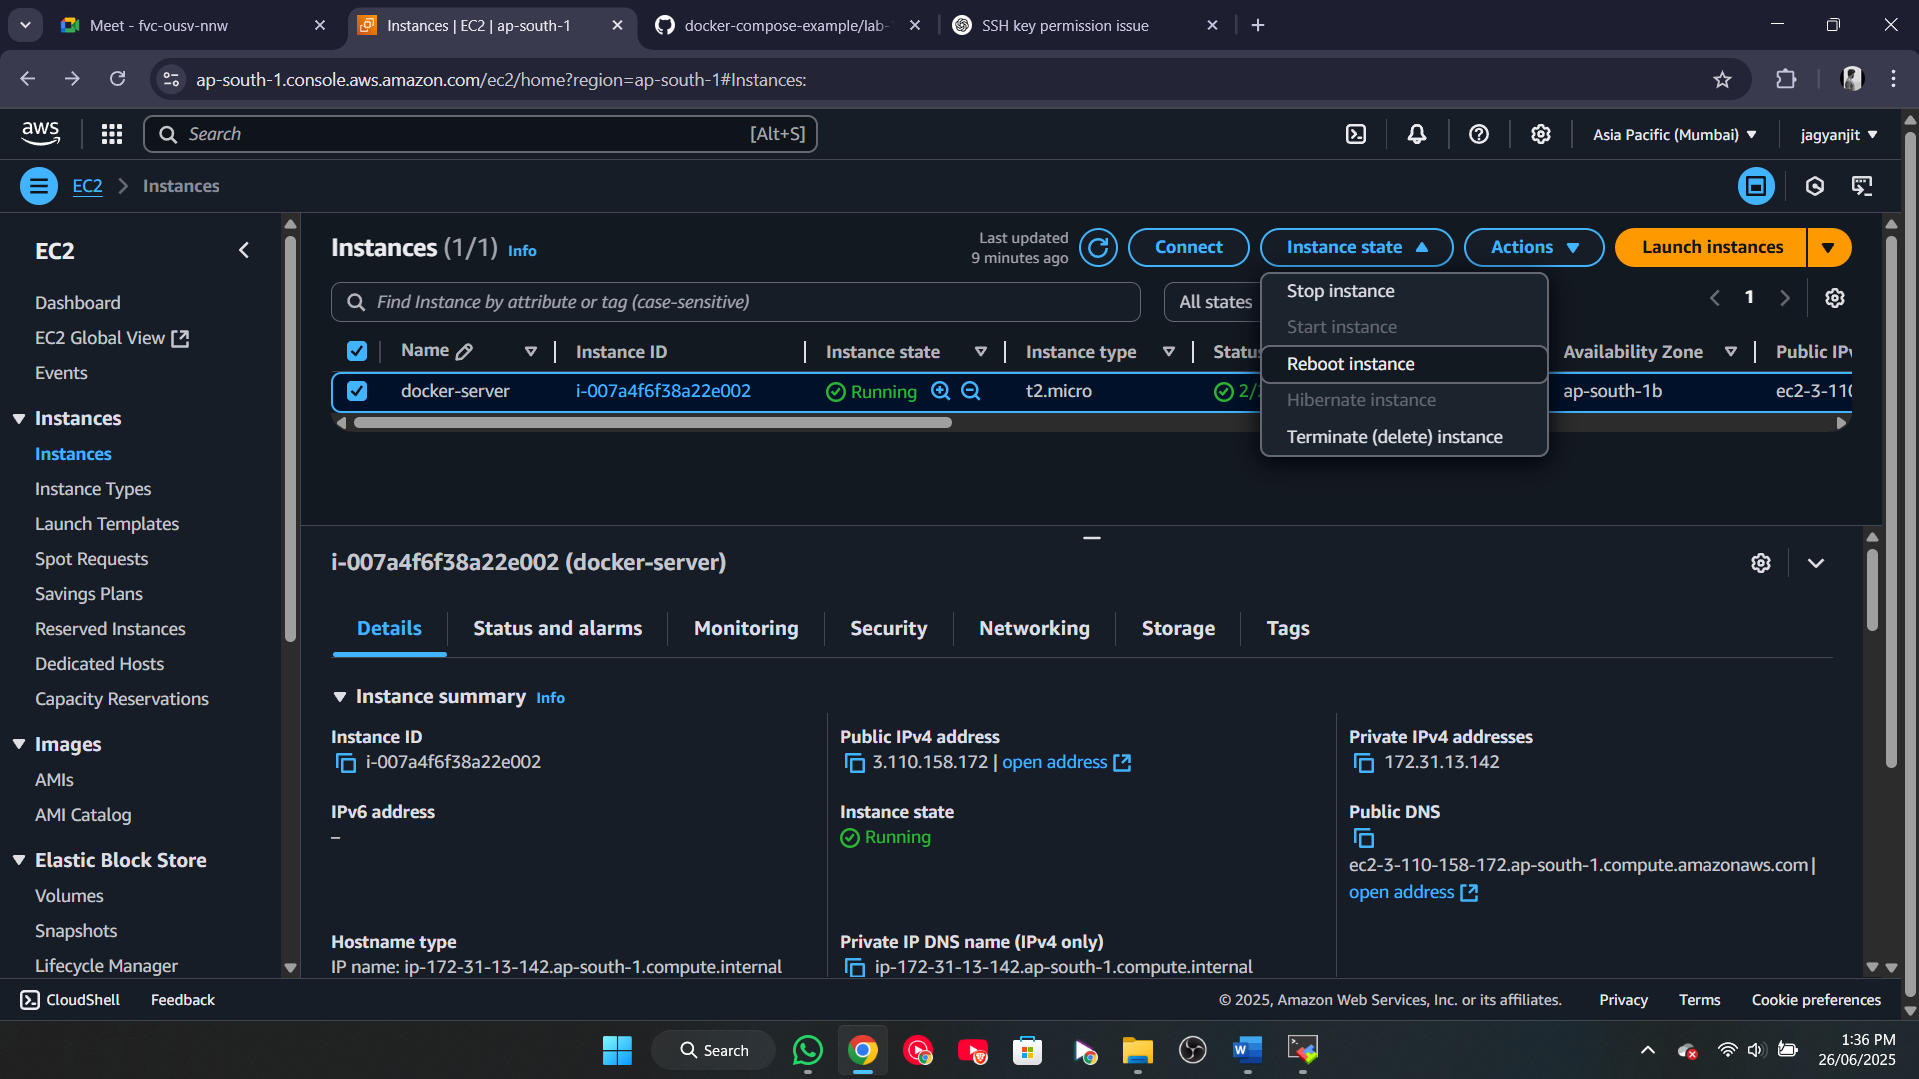 Meet - fvc-ousv-nnw
Instances | EC2 | ap-south-1
docker-compose-example/lab-
SSH key permission issue
ap-south-1.console.aws.amazon.com/ec2/home?region=ap-south-1#Instances:
aws
Search
[Alt+S]
Asia Pacific (Mumbai)
jagyanjit
EC2
Instances
EC2
Dashboard
EC2 Global View
Events
Instances
Instances
Instance Types
Launch Templates
Spot Requests
Savings Plans
Reserved Instances
Dedicated Hosts
Capacity Reservations
Images
AMIs
AMI Catalog
Elastic Block Store
Volumes
Snapshots
Lifecycle Manager
Instances (1/1) Info
Last updated
9 minutes ago
Connect
Instance state
Actions
Launch instances
Find Instance by attribute or tag (case-sensitive)
All states
1
Stop instance
Start instance
Reboot instance
Hibernate instance
Terminate (delete) instance
Name
Instance ID
Instance state
Instance type
Status
Availability Zone
Public IPv
docker-server
i-007a4f6f38a22e002
Running
t2.micro
2/
ap-south-1b
ec2-3-110
i-007a4f6f38a22e002 (docker-server)
Details
Status and alarms
Monitoring
Security
Networking
Storage
Tags
Instance summary Info
Instance ID
i-007a4f6f38a22e002
Public IPv4 address
3.110.158.172 | open address
Private IPv4 addresses
172.31.13.142
IPv6 address
–
Instance state
Running
Public DNS
ec2-3-110-158-172.ap-south-1.compute.amazonaws.com |
open address
Hostname type
IP name: ip-172-31-13-142.ap-south-1.compute.internal
Private IP DNS name (IPv4 only)
ip-172-31-13-142.ap-south-1.compute.internal
CloudShell
Feedback
© 2025, Amazon Web Services, Inc. or its affiliates.
Privacy
Terms
Cookie preferences
Search
1:36 PM
26/06/2025